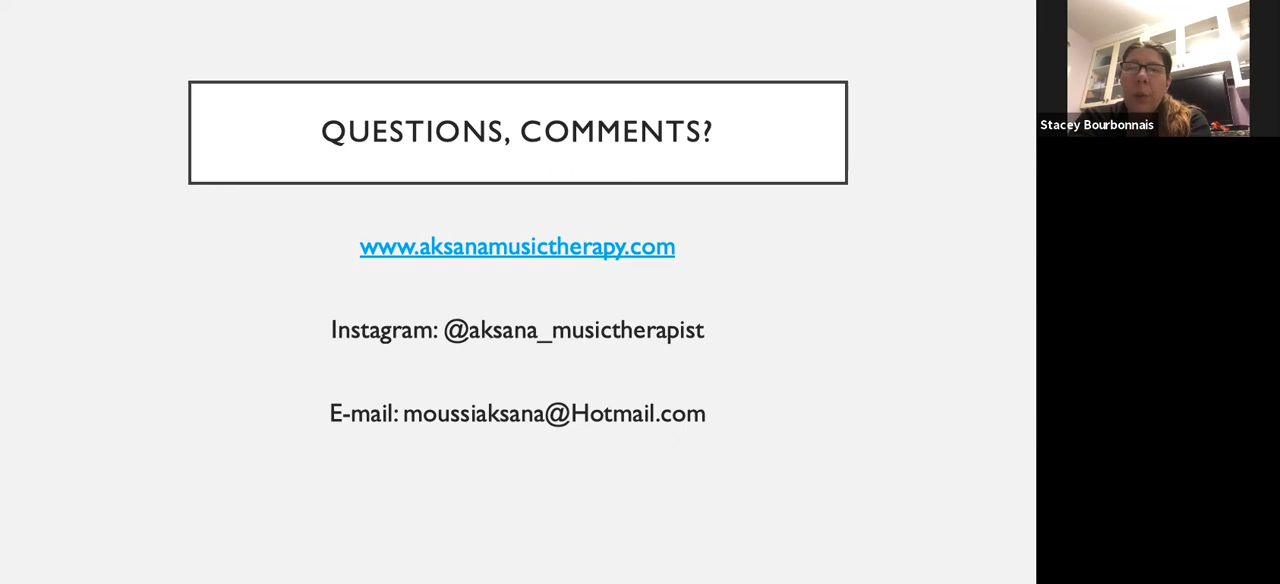 QUESTIONS, COMMENTS?
www.aksanamusictherapy.com
Instagram: @aksana_musictherapist
E-mail: moussiaksana@Hotmail.com
Stacey Bourbonnais